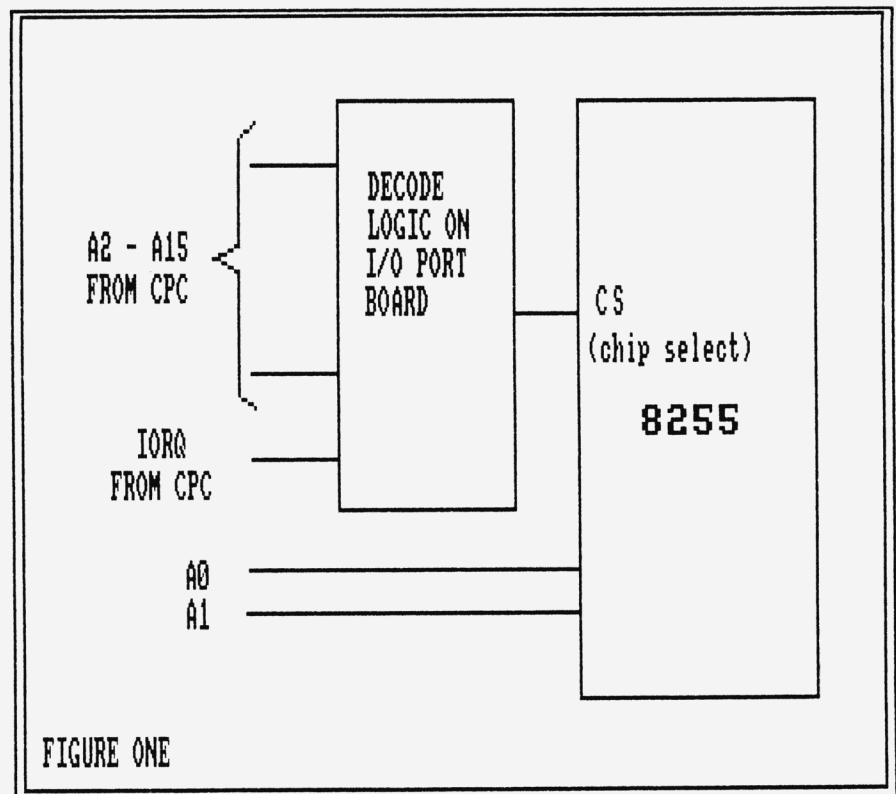 A2 - A15
FROM CPC
IORQ
FROM CPC
A0
A1
DECODE
LOGIC ON
I/O PORT
BOARD
CS
(chip select)
8255
FIGURE ONE